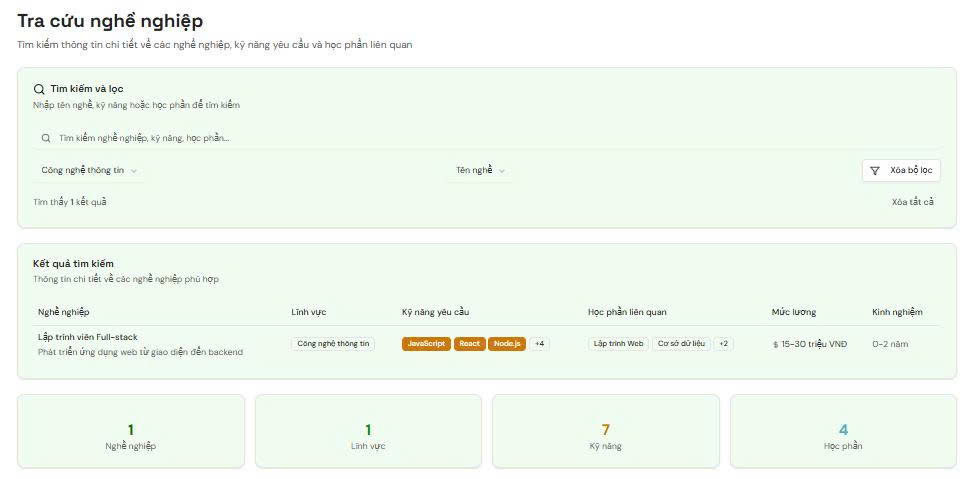 Tra cứu nghề nghiệp
Tìm kiếm thông tin chi tiết về các nghề nghiệp, kỹ năng yêu cầu và học phần liên quan
Tìm kiếm và lọc
Nhập tên nghề, kỹ năng hoặc học phần để tìm kiếm
Tìm kiếm nghề nghiệp, kỹ năng, học phần...
Công nghệ thông tin Tên nghề Xóa bộ lọc
Tìm thấy 1 kết quả Xóa tất cả
Kết quả tìm kiếm
Thông tin chi tiết về các nghề nghiệp phù hợp
Nghề nghiệp Lĩnh vực Kỹ năng yêu cầu Học phần liên quan Mức lương Kinh nghiệm
Lập trình viên Full-stack
Phát triển ứng dụng web từ giao diện đến backend
Công nghệ thông tin JavaScript React Node.js +4 Lập trình Web Cơ sở dữ liệu +2 $ 15-30 triệu VNĐ 0-2 năm
1 1 7 4
Nghề nghiệp Lĩnh vực Kỹ năng Học phần